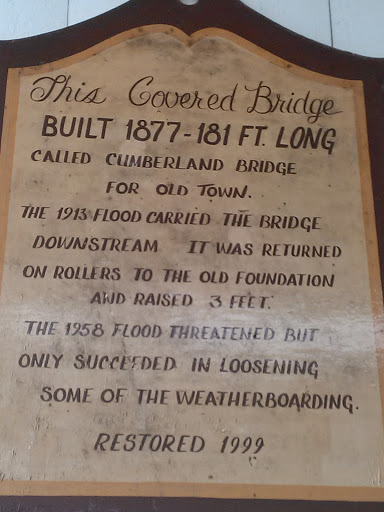 This Covered Bridge
BUILT 1877-181 FT. LONG
CALLED CUMBERLAND BRIDGE
FOR OLD TOWN.
THE 1913 FLOOD CARRIED THE BRIDGE
DOWNSTREAM IT WAS RETURNED
ON ROLLERS TO THE OLD FOUNDATION
AND RAISED 3 FEET.
THE 1958 FLOOD THREATENED BUT
ONLY SUCCEEDED IN LOOSENING
SOME OF THE WEATHERBOARDING.
RESTORED 1999